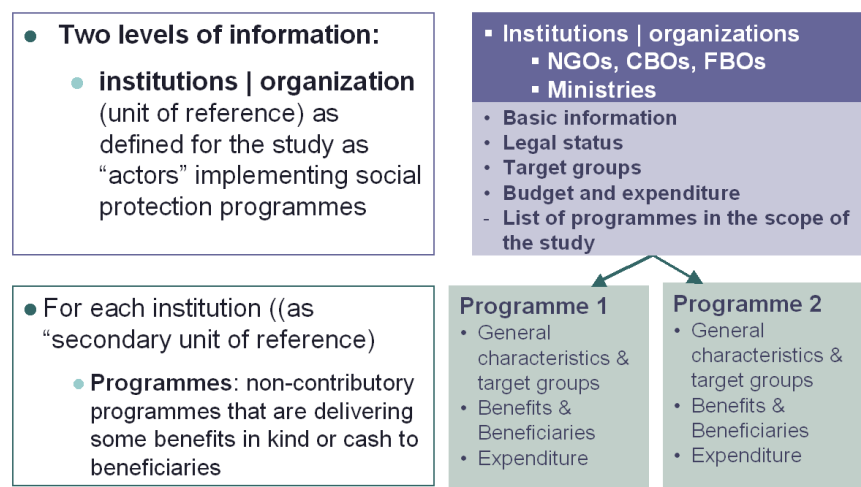 ● Two levels of information:
● institutions | organization
(unit of reference) as
defined for the study as
“actors” implementing social
protection programmes
▪ Institutions | organizations
▪ NGOs, CBOs, FBOs
▪ Ministries
• Basic information
• Legal status
• Target groups
• Budget and expenditure
- List of programmes in the scope of
the study
● For each institution ((as
“secondary unit of reference)
● Programmes: non-contributory
programmes that are delivering
some benefits in kind or cash to
beneficiaries
Programme 1
• General
characteristics &
target groups
• Benefits &
Beneficiaries
• Expenditure
Programme 2
• General
characteristics &
target groups
• Benefits &
Beneficiaries
• Expenditure